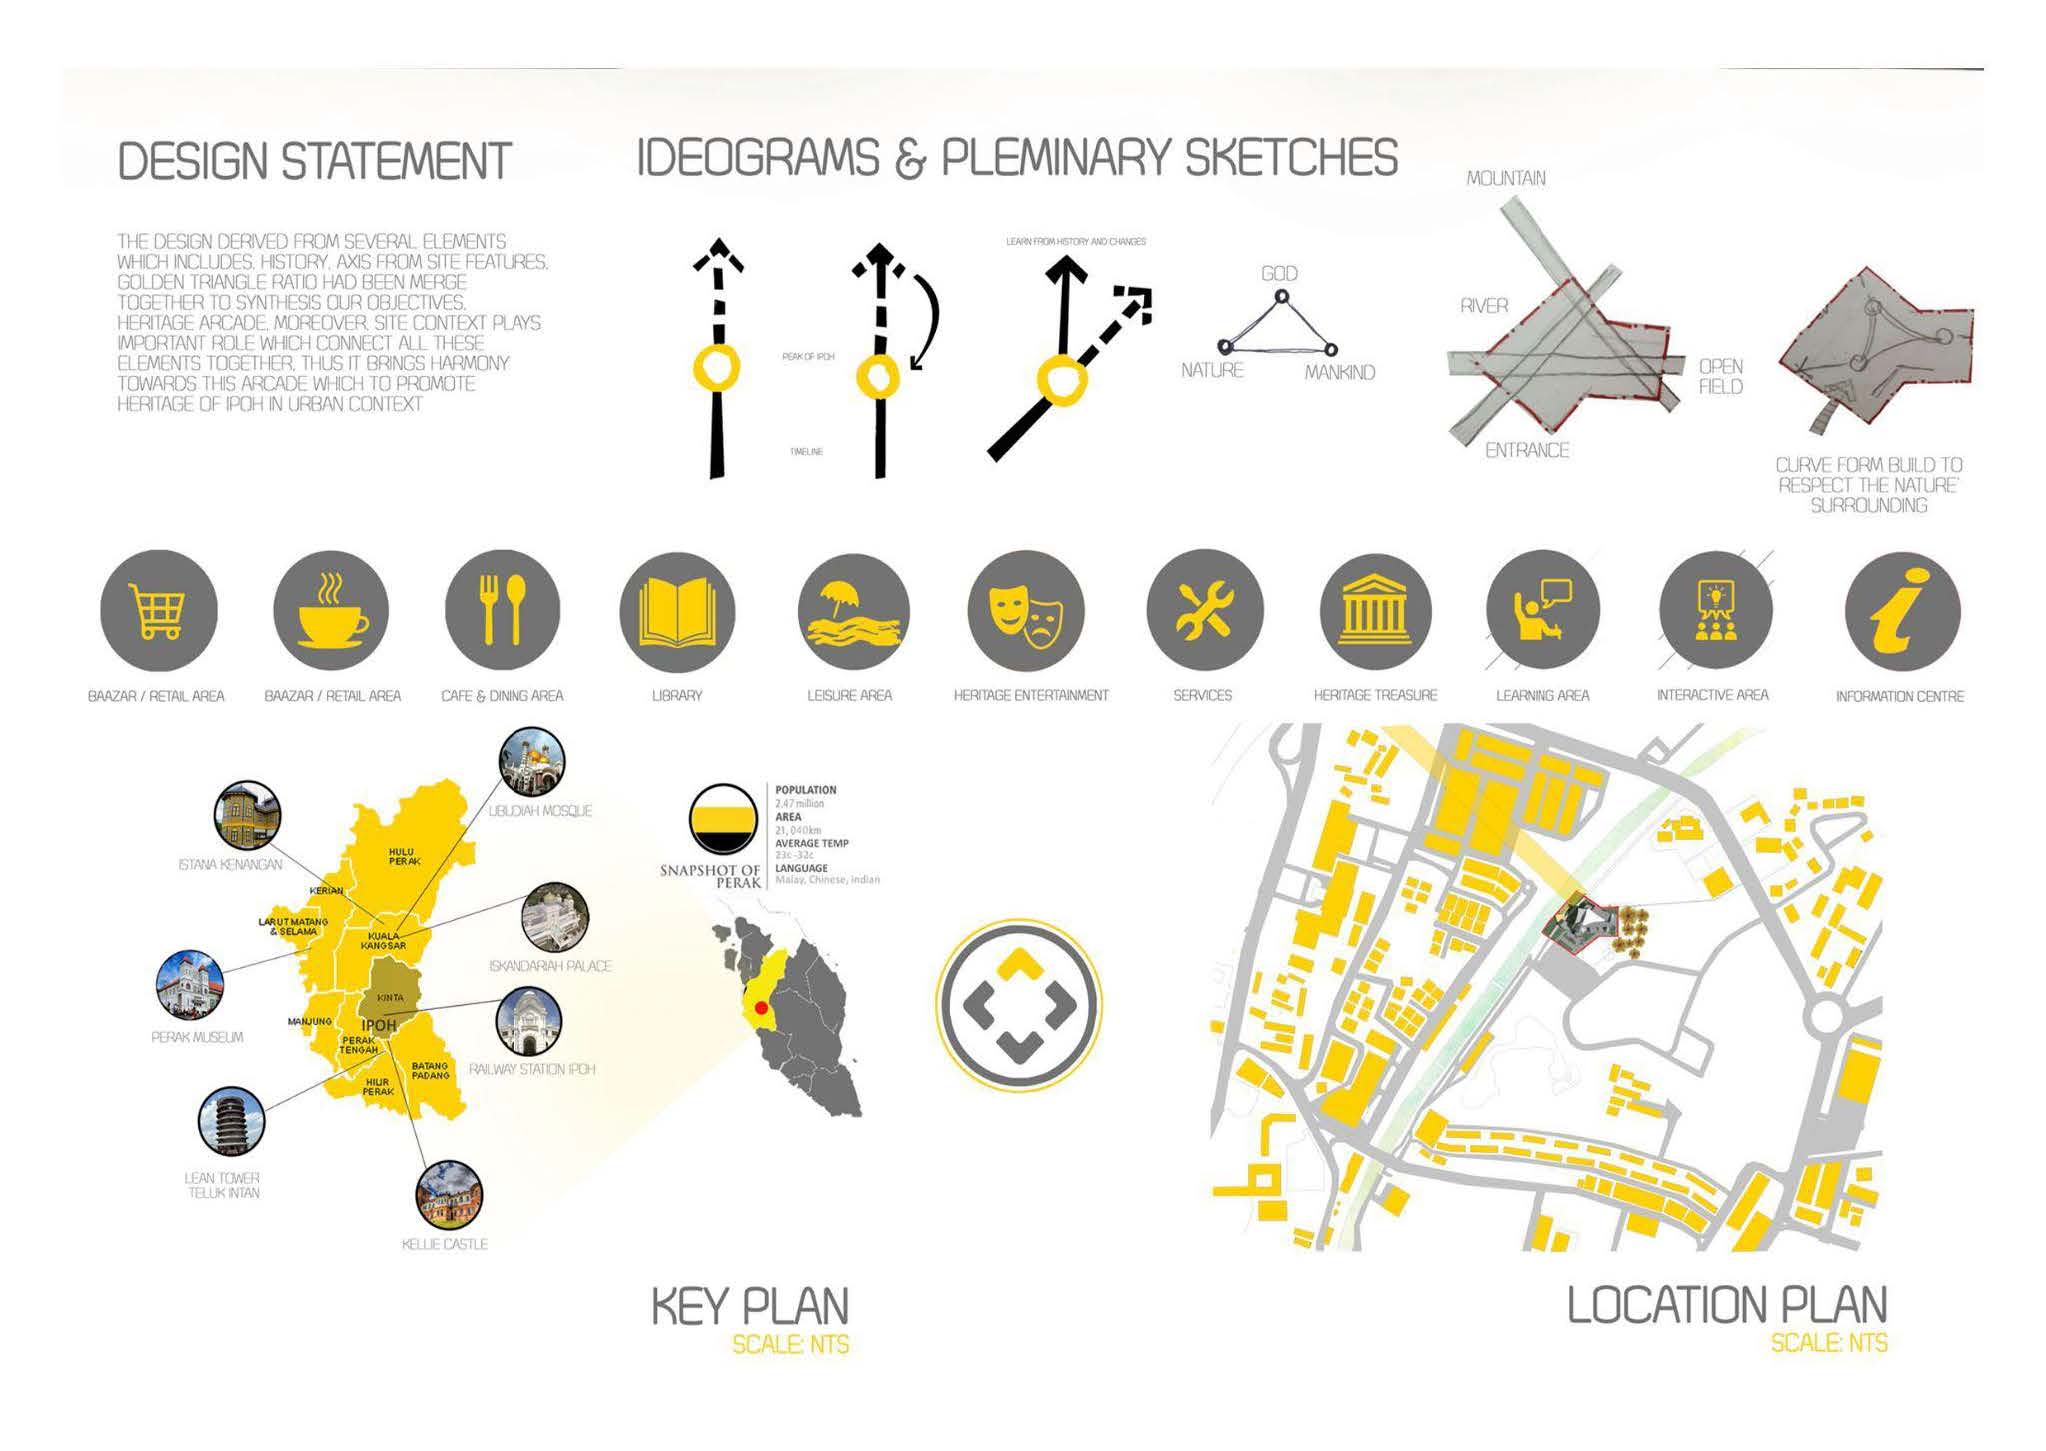 DESIGN STATEMENT
THE DESIGN DERIVED FROM SEVERAL ELEMENTS
WHICH INCLUDES, HISTORY, AXIS FROM SITE FEATURES,
GOLDEN TRIANGLE RATIO HAD BEEN MERGE
TOGETHER TO SYNTHESIS OUR OBJECTIVES,
HERITAGE ARCADE. MOREOVER, SITE CONTEXT PLAYS
IMPORTANT ROLE WHICH CONNECT ALL THESE
ELEMENTS TOGETHER, THUS IT BRINGS HARMONY
TOWARDS THIS ARCADE WHICH TO PROMOTE
HERITAGE OF IPOH IN URBAN CONTEXT
IDEOGRAMS & PLEMINARY SKETCHES
PEAK OF IPOH
TIMELINE
LEARN FROM HISTORY AND CHANGES
GOD
NATURE
MANKIND
MOUNTAIN
RIVER
OPEN
FIELD
ENTRANCE
CURVE FORM BUILD TO
RESPECT THE NATURE'
SURROUNDING
BAAZAR / RETAIL AREA
BAAZAR / RETAIL AREA
CAFE & DINING AREA
LIBRARY
LEISURE AREA
HERITAGE ENTERTAINMENT
SERVICES
HERITAGE TREASURE
LEARNING AREA
INTERACTIVE AREA
INFORMATION CENTRE
UBUDIAH MOSQUE
ISTANA KENANGAN
HULU
PERAK
KERIAN
LARUT MATANG
& SELAMA
KUALA
KANGSAR
ISKANDARIAH PALACE
KINTA
PERAK MUSEUM
MANJUNG
IPOH
PERAK
TENGAH
BATANG
PADANG
RAILWAY STATION IPOH
HILIR
PERAK
LEAN TOWER
TELUK INTAN
KELLIE CASTLE
SNAPSHOT OF
PERAK
POPULATION
2.47 million
AREA
21, 040km
AVERAGE TEMP
23c -32c
LANGUAGE
Malay, Chinese, indian
KEY PLAN
SCALE: NTS
LOCATION PLAN
SCALE: NTS